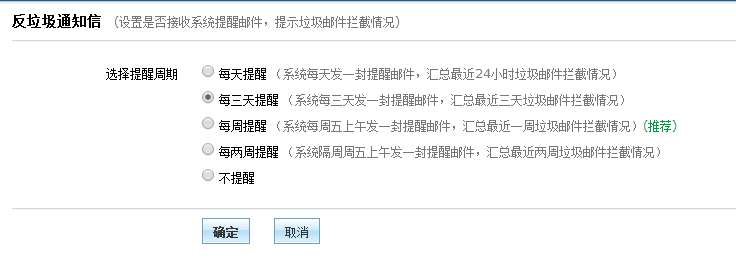 反垃圾通知信 (设置是否接收系统提醒邮件，提示垃圾邮件拦截情况)
选择提醒周期 每天提醒 (系统每天发一封提醒邮件，汇总最近24小时垃圾邮件拦截情况)
每三天提醒 (系统每三天发一封提醒邮件，汇总最近三天垃圾邮件拦截情况)
每周提醒 (系统每周五上午发一封提醒邮件，汇总最近一周垃圾邮件拦截情况)(推荐)
每两周提醒 (系统隔周周五上午发一封提醒邮件，汇总最近两周垃圾邮件拦截情况)
不提醒
确定 取消